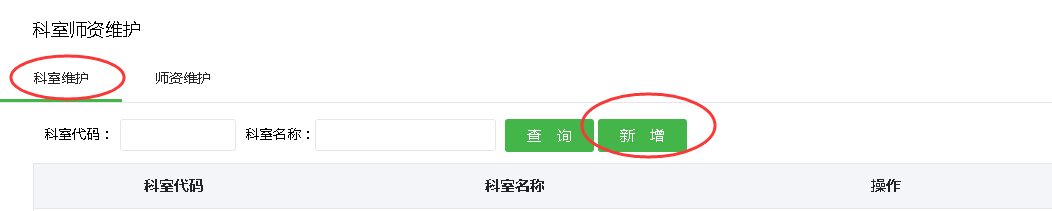 科室师资维护
科室维护 师资维护
科室代码： 科室名称： 查 询 新 增
科室代码 科室名称 操作